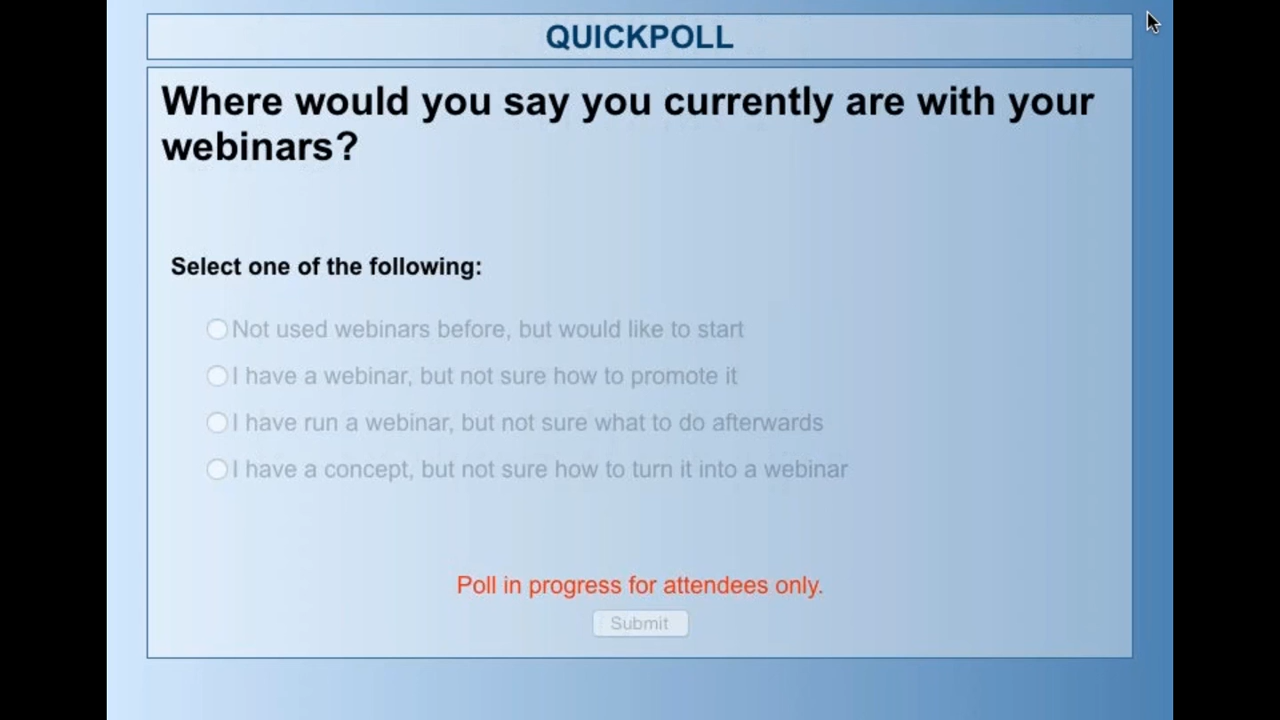 QUICKPOLL
Where would you say you currently are with your
webinars?
Select one of the following:
Not used webinars before, but would like to start
I have a webinar, but not sure how to promote it
I have run a webinar, but not sure what to do afterwards
I have a concept, but not sure how to turn it into a webinar
Poll in progress for attendees only.
Submit